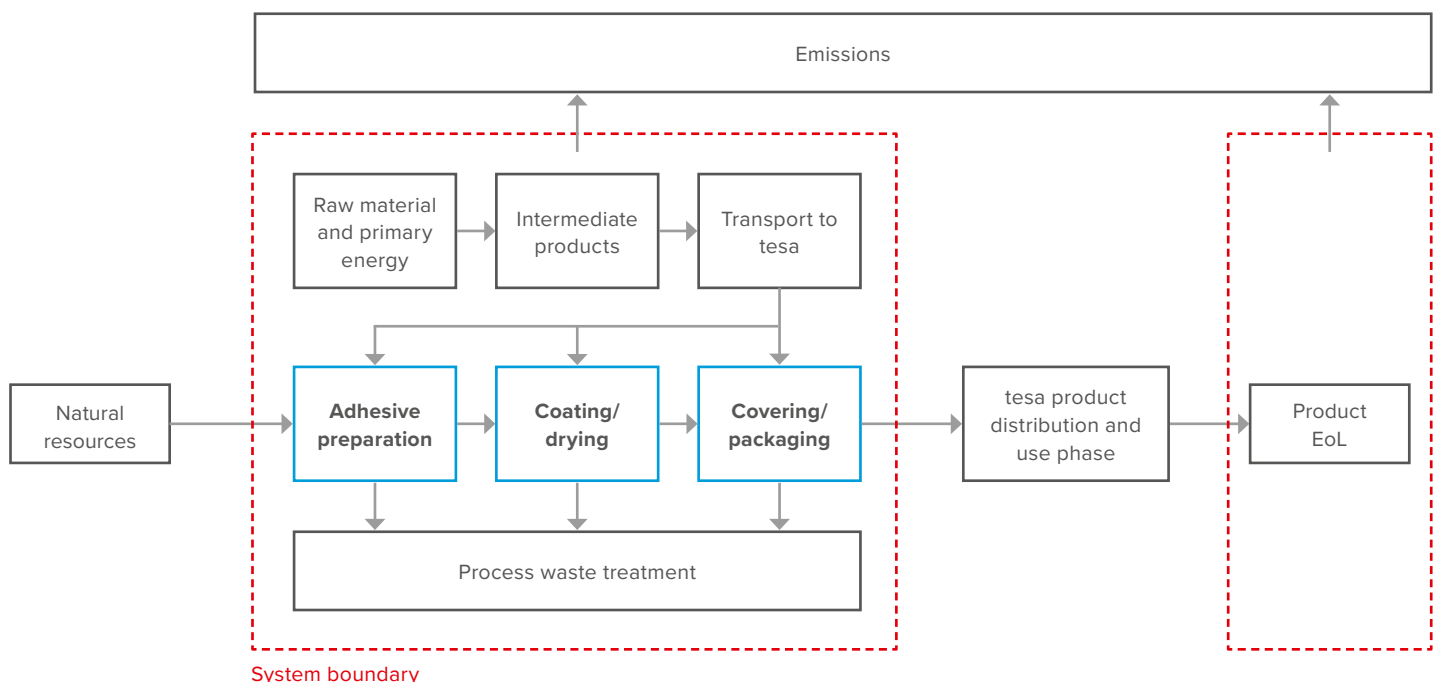 Emissions
Raw material
and primary
energy
Intermediate
products
Transport to
tesa
Natural
resources
Adhesive
preparation
Coating/
drying
Covering/
packaging
tesa product
distribution and
use phase
Product
EoL
Process waste treatment
System boundary